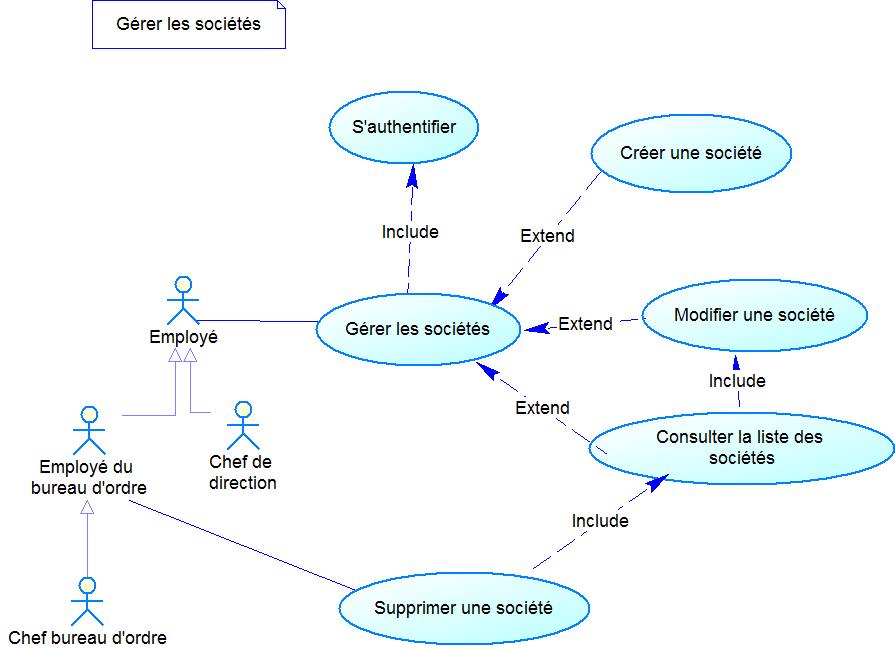 Gérer les sociétés
S'authentifier
Créer une société
Include
Extend
Employé
Gérer les sociétés
Extend
Modifier une société
Include
Extend
Employé du
bureau d'ordre
Chef de
direction
Consulter la liste des
sociétés
Include
Chef bureau d'ordre
Supprimer une société